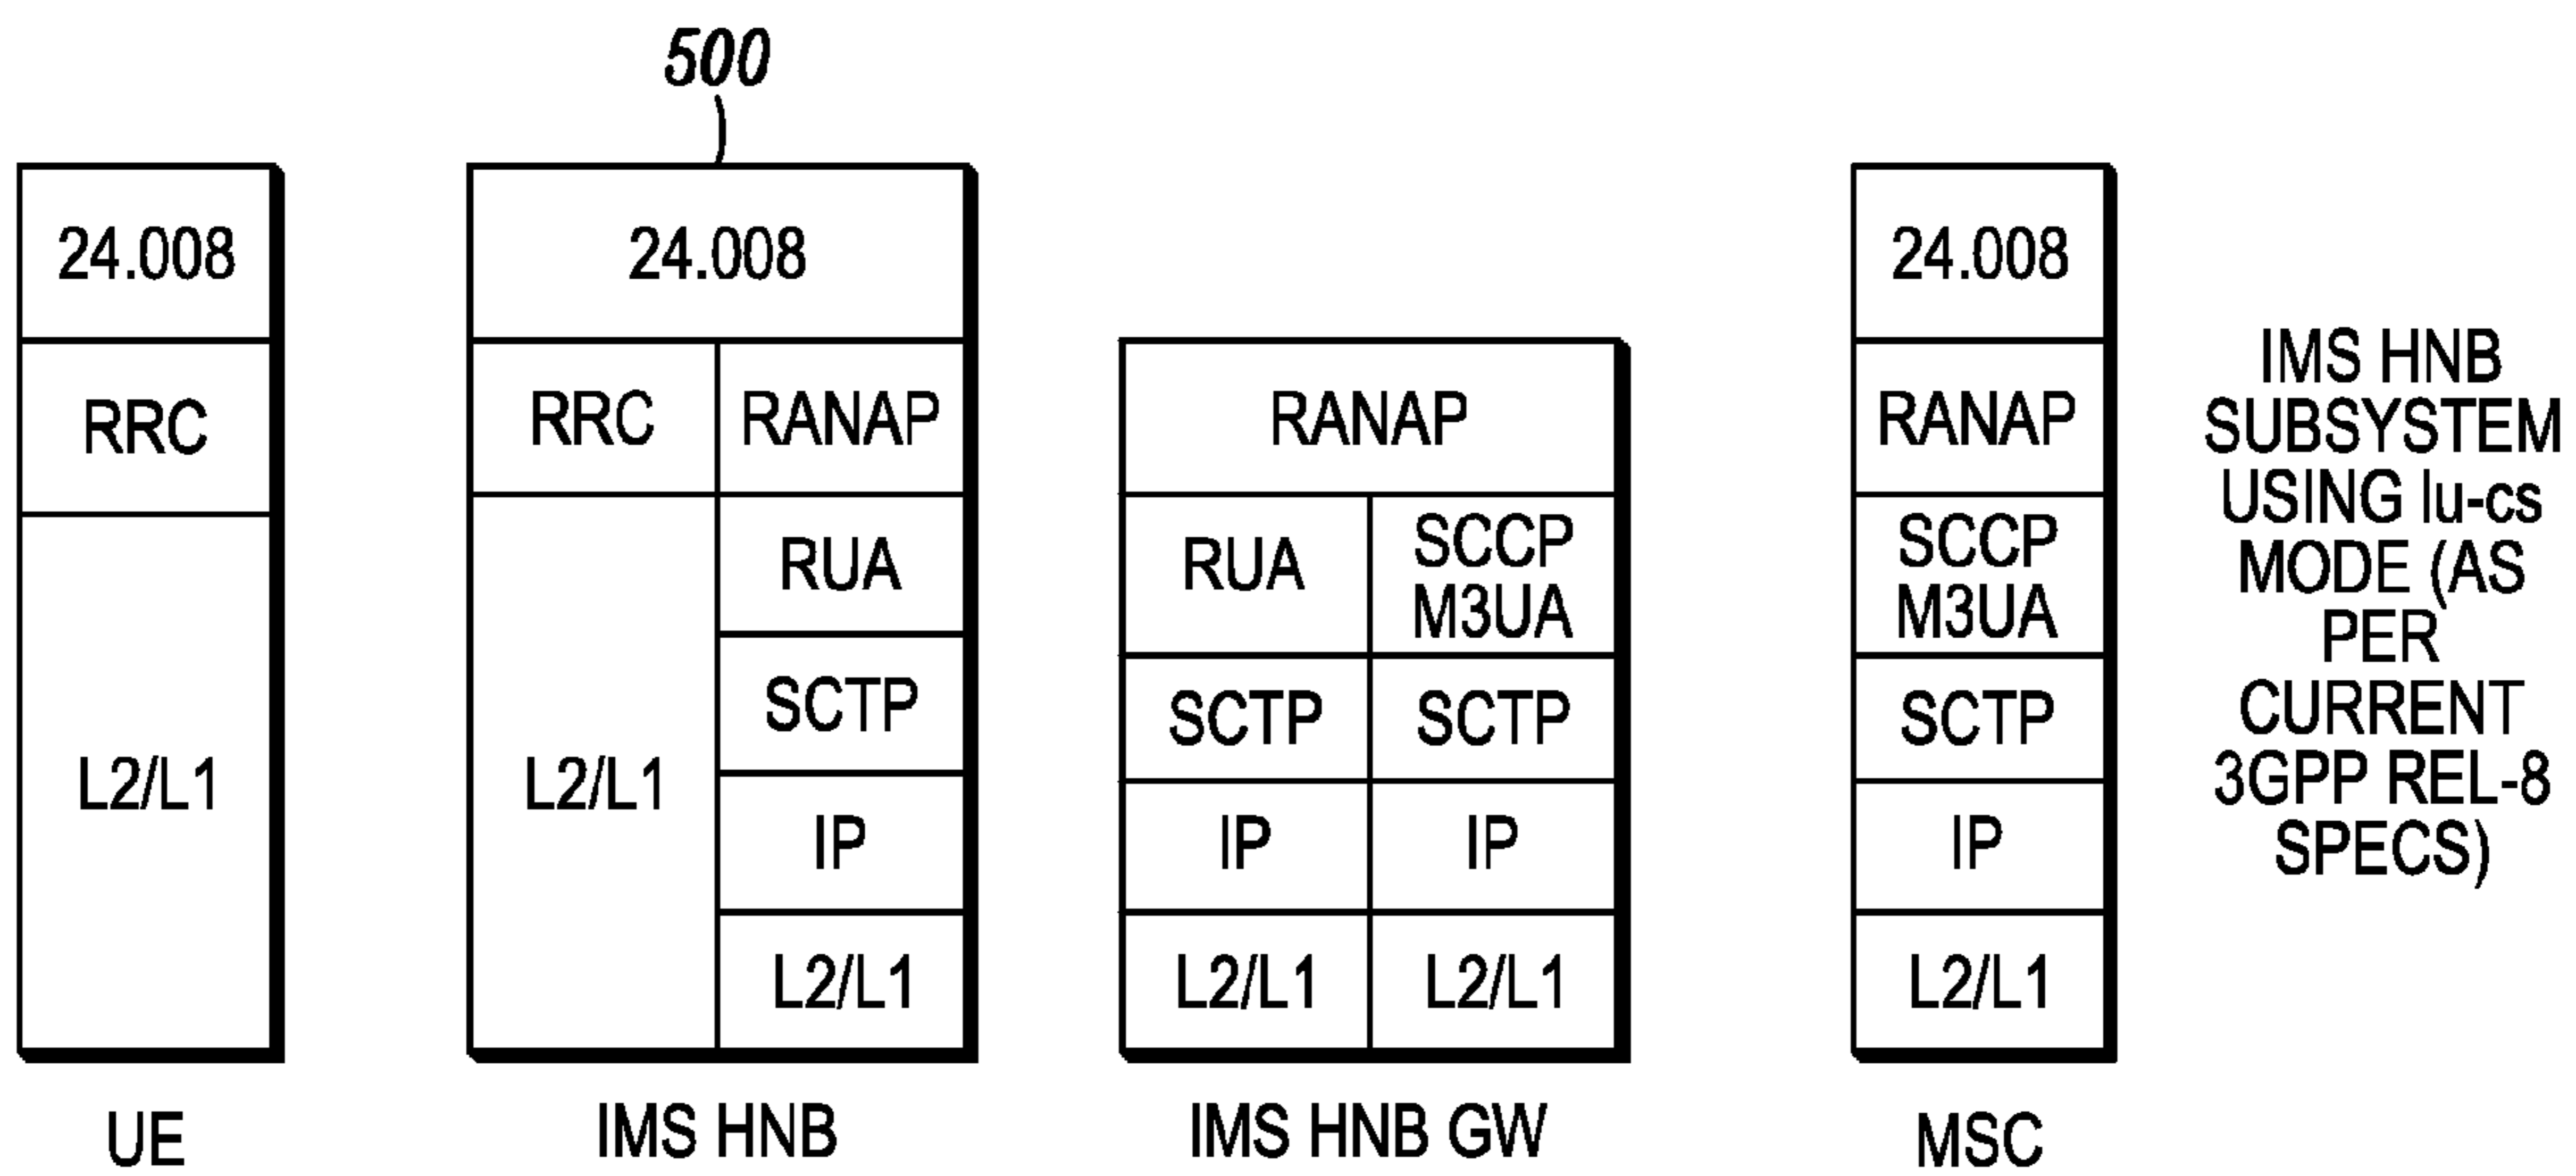 500
24.008
RRC
L2/L1
UE
24.008
RRC
RANAP
L2/L1
RUA
SCTP
IP
L2/L1
IMS HNB
RANAP
RUA
SCCP
M3UA
SCTP
SCTP
IP
IP
L2/L1
L2/L1
IMS HNB GW
24.008
RANAP
SCCP
M3UA
SCTP
IP
L2/L1
MSC
IMS HNB
SUBSYSTEM
USING Iu-cs
MODE (AS
PER
CURRENT
3GPP REL-8
SPECS)